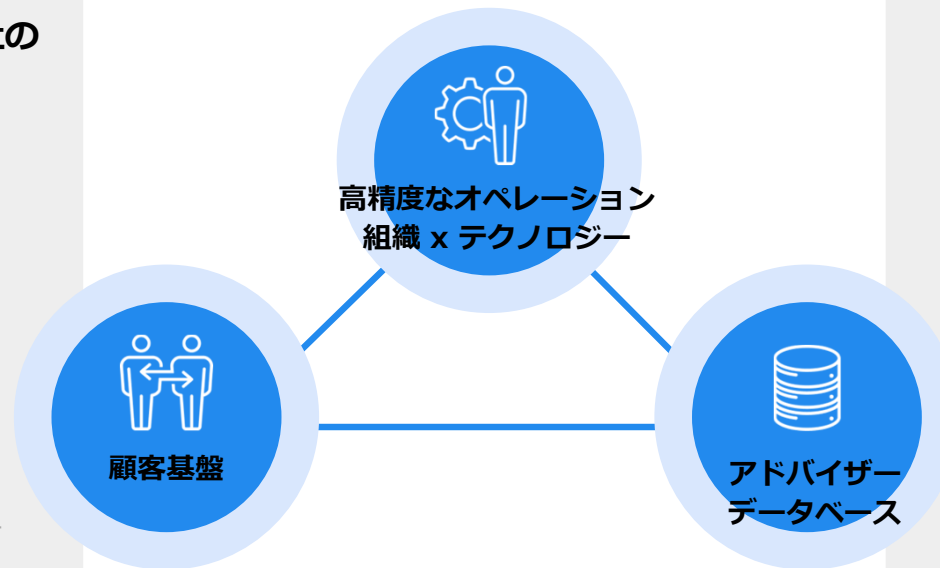 の
高精度なオペレーション
組織 x テクノロジー
顧客基盤
アドバイザー
データベース